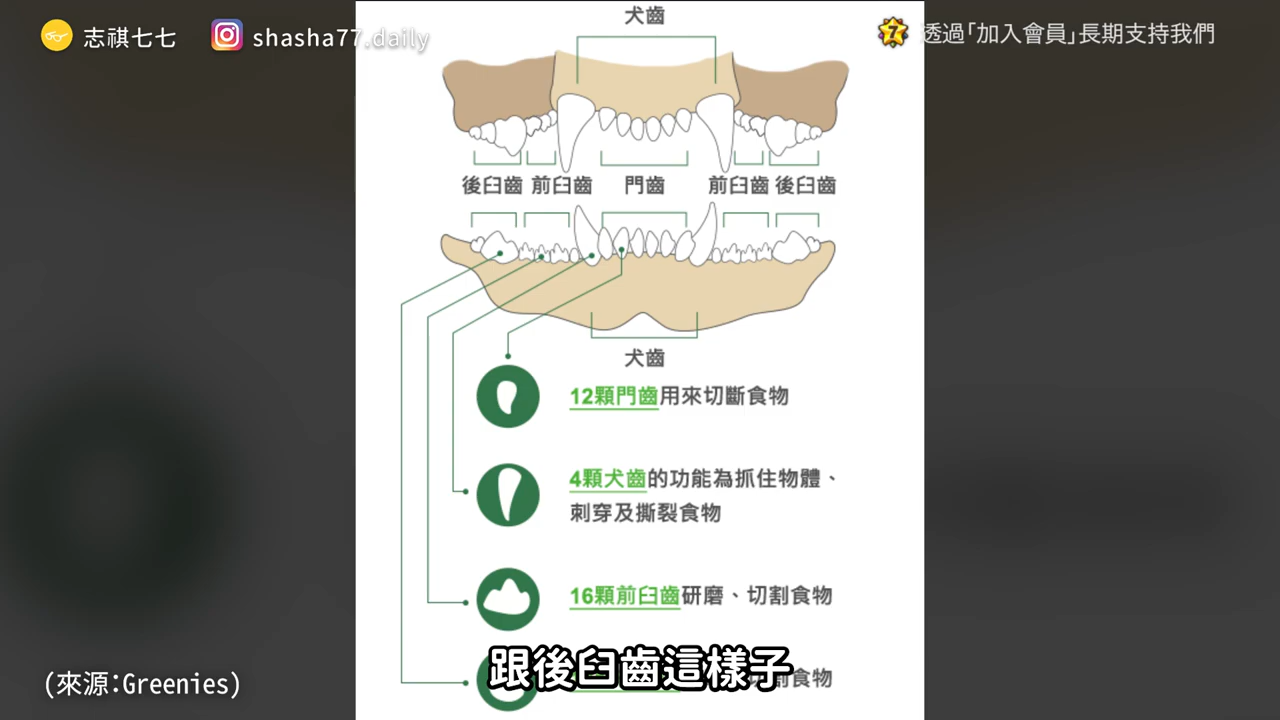 志祺七七
shasha77.daily
7
透過「加入會員」長期支持我們
犬齒
後臼齒
前臼齒
門齒
前臼齒
後臼齒
犬齒
12顆門齒用來切斷食物
4顆犬齒的功能為抓住物體、
刺穿及撕裂食物
16顆前臼齒研磨、切割食物
割食物
跟後臼齒這樣子
(來源:Greenies)